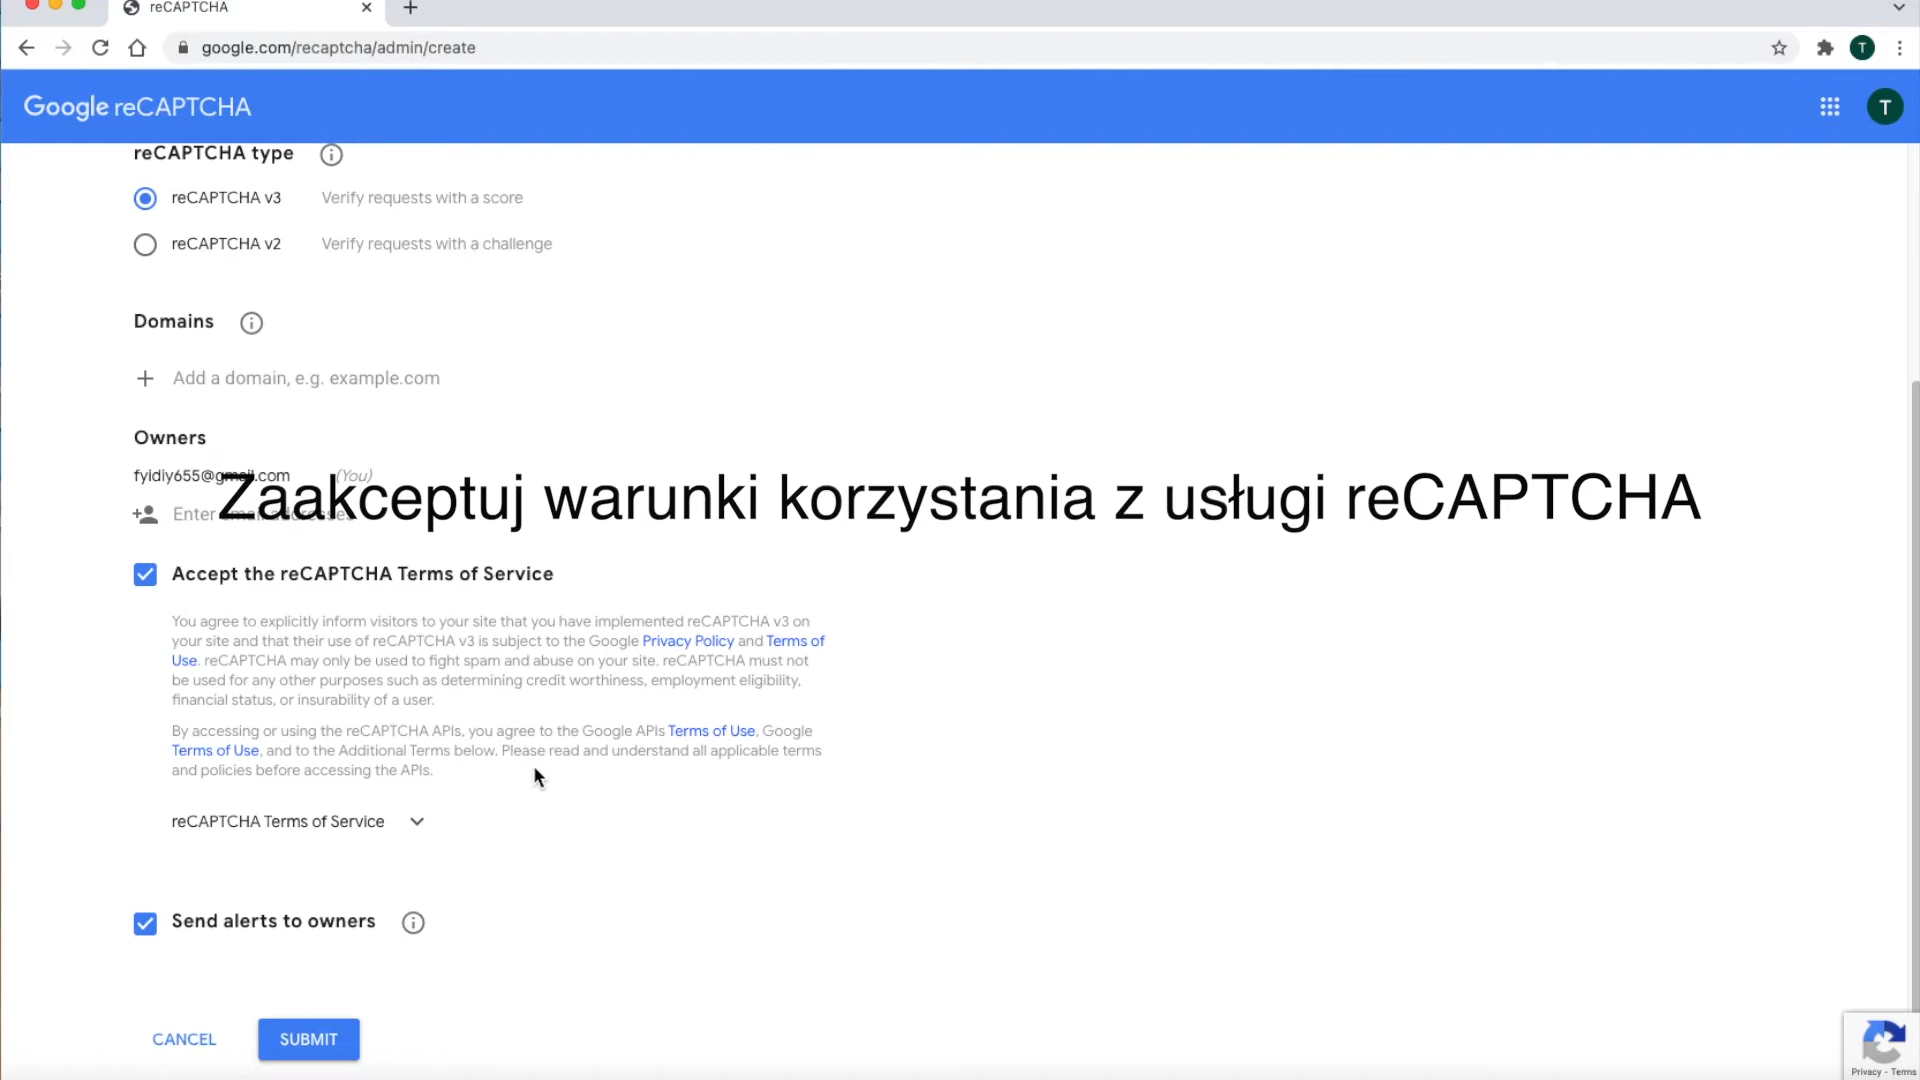 reCAPTCHA
google.com/recaptcha/admin/create
T
Google reCAPTCHA
T
reCAPTCHA type
reCAPTCHA v3 Verify requests with a score
reCAPTCHA v2 Verify requests with a challenge
Domains
Add a domain, e.g. example.com
Owners
fyidiy655@gmail.com (You)
Zaakceptuj warunki korzystania z usługi reCAPTCHA
Enter email addresses
Accept the reCAPTCHA Terms of Service
You agree to explicitly inform visitors to your site that you have implemented reCAPTCHA v3 on
your site and that their use of reCAPTCHA v3 is subject to the Google Privacy Policy and Terms of
Use. reCAPTCHA may only be used to fight spam and abuse on your site. reCAPTCHA must not
be used for any other purposes such as determining credit worthiness, employment eligibility,
financial status, or insurability of a user.
By accessing or using the reCAPTCHA APIs, you agree to the Google APIs Terms of Use, Google
Terms of Use, and to the Additional Terms below. Please read and understand all applicable terms
and policies before accessing the APIs.
reCAPTCHA Terms of Service
Send alerts to owners
CANCEL SUBMIT
Privacy - Terms